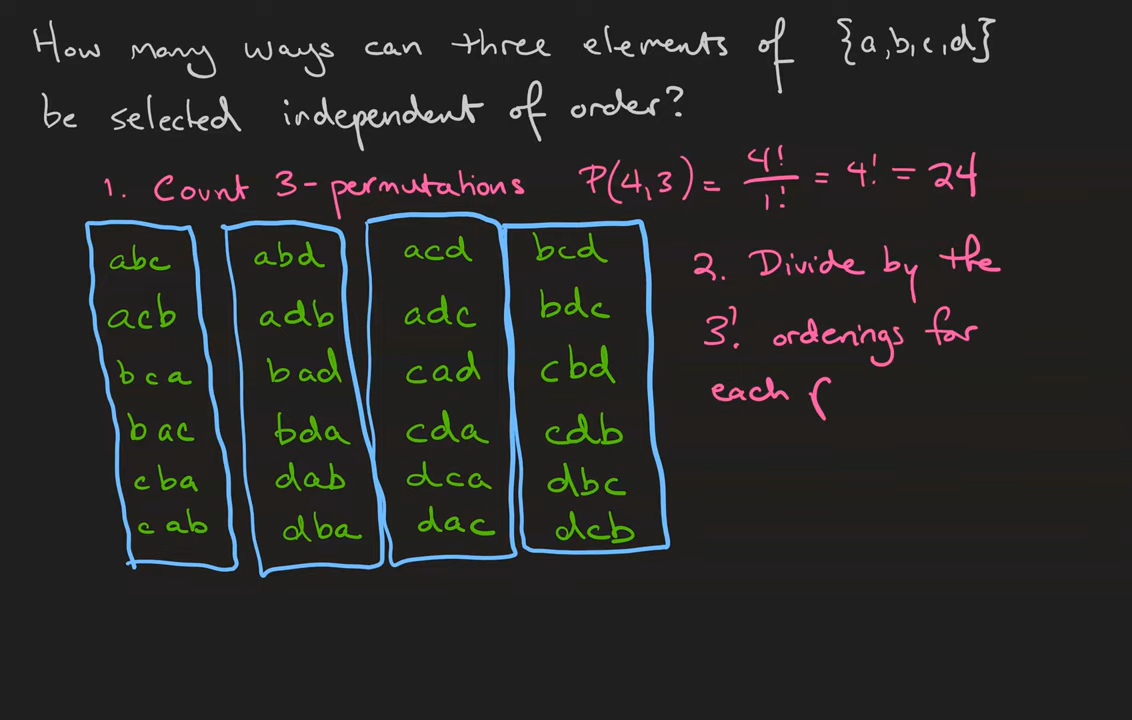 How many ways can three elements of {a,b,c,d}
be selected independent of order?
1. Count 3-permutations P(4,3) = 4!/1! = 4! = 24
abc abd acd bcd
acb adb adc bdc
bca bad cad cbd
bac bda cda cdb
cba dab dca dbc
cab dba dac dcb
2. Divide by the
3! orderings for
each